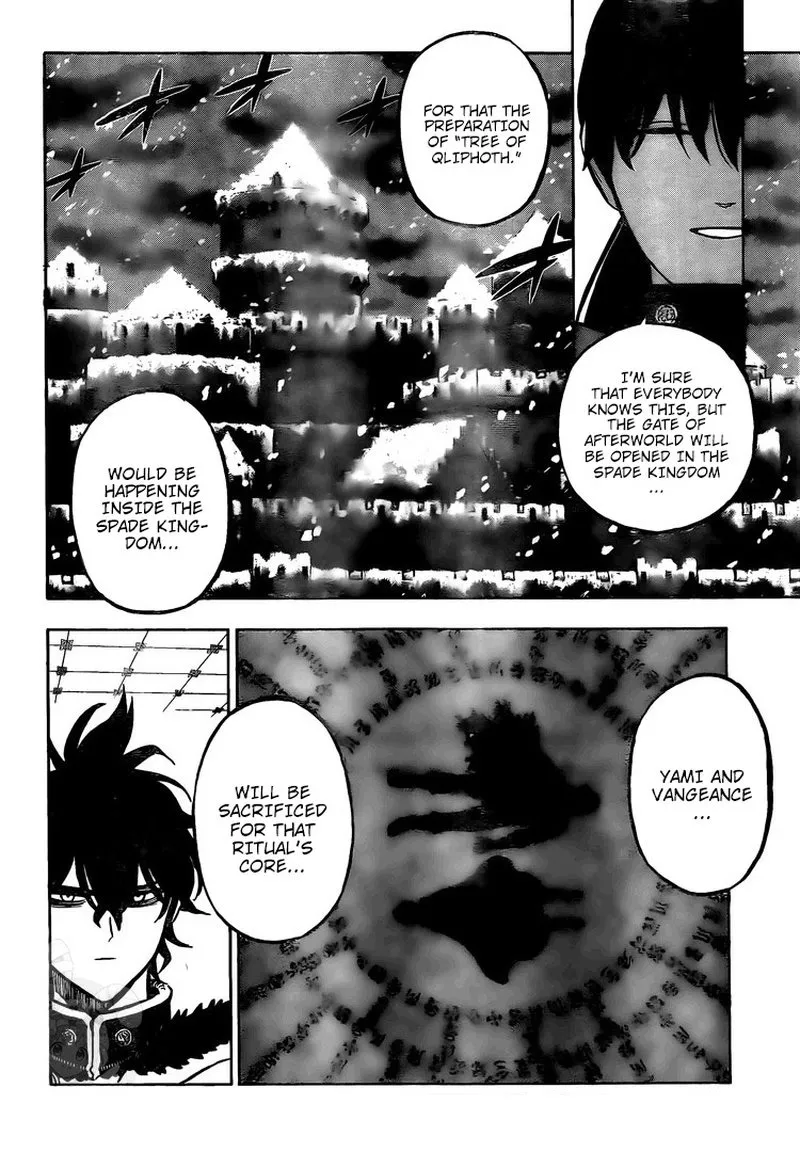 I'M SURE
THAT EVERYBODY
KNOWS THIS, BUT
THE GATE OF
AFTERWORLD WILL
BE OPENED IN THE
SPADE KINGDOM
...
FOR THAT THE
PREPARATION
OF "TREE OF
QLIPHOTH."
WOULD BE
HAPPENING
INSIDE THE
SPADE KING-
DOM...
YAMI AND
VANGEANCE
...
WILL BE
SACRIFICED
FOR THAT
RITUAL'S
CORE...